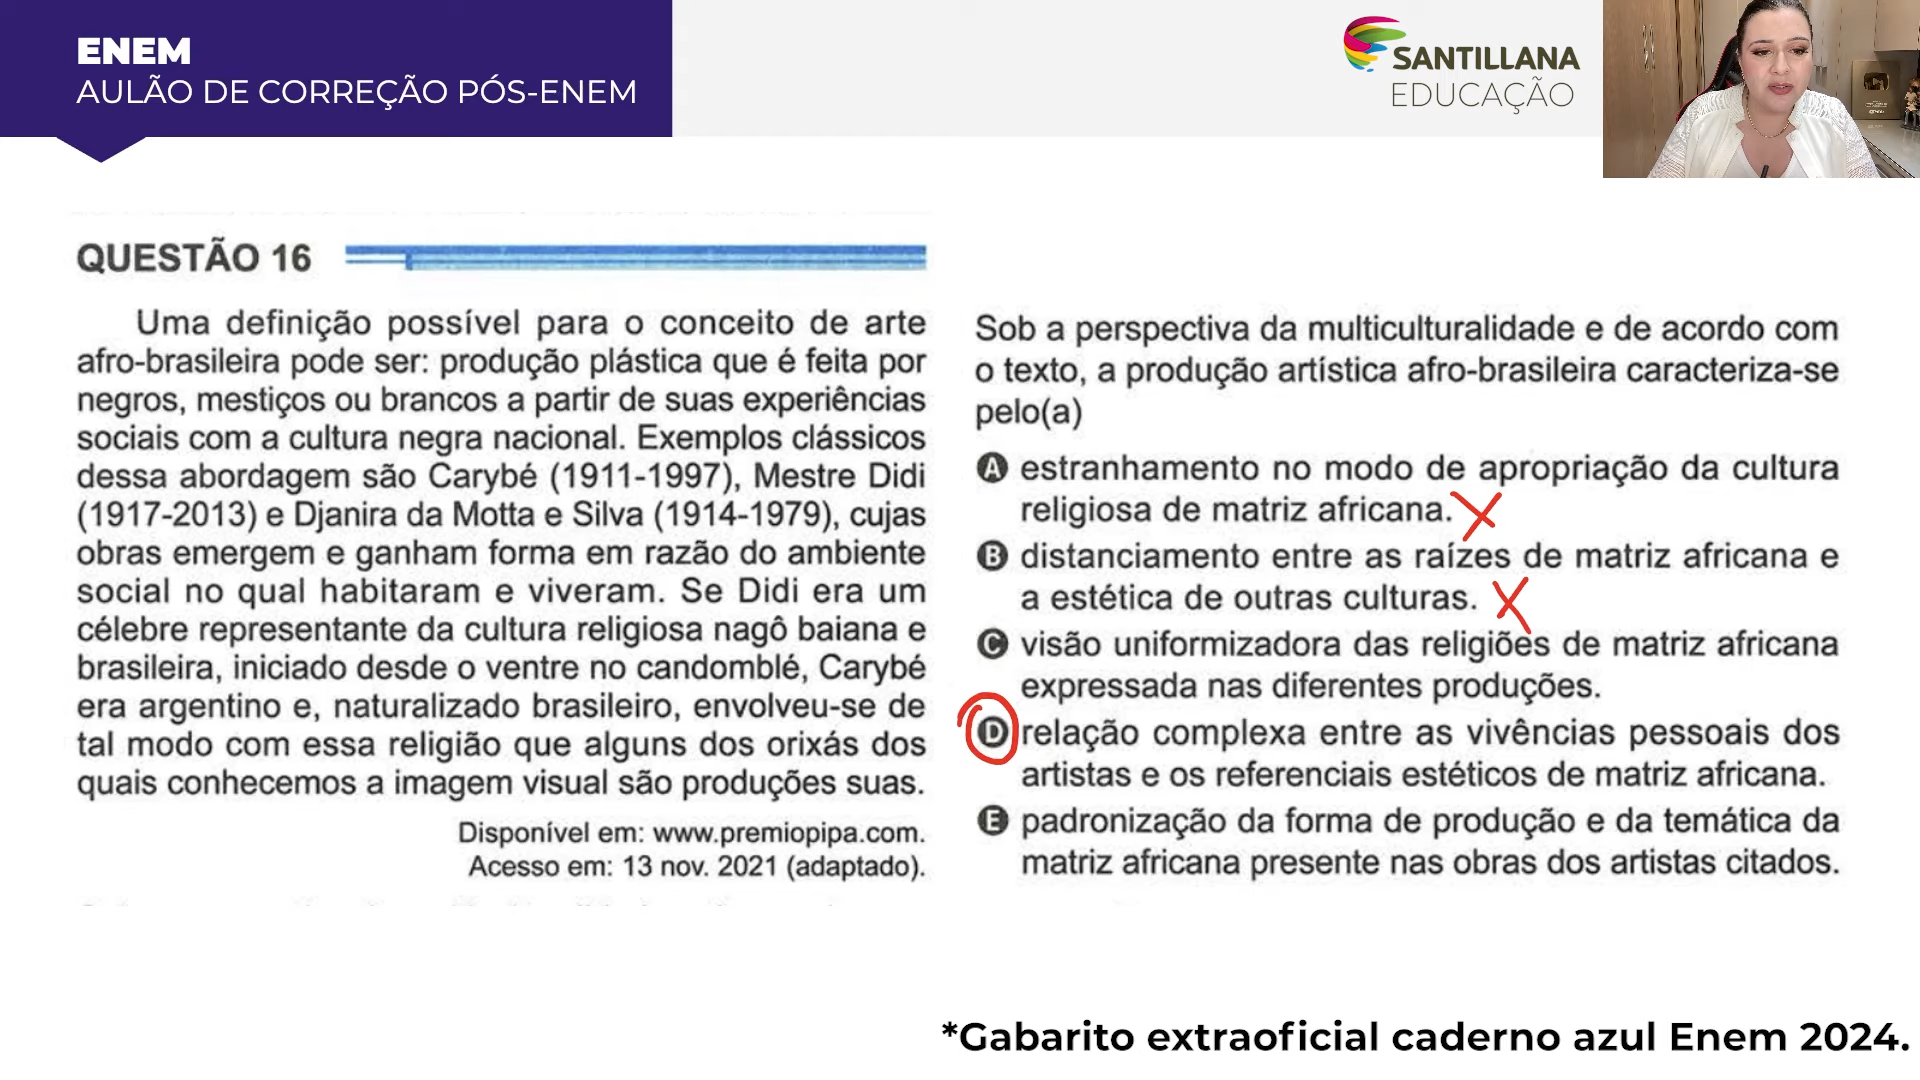 ENEM
AULÃO DE CORREÇÃO PÓS-ENEM
SANTILLANA
EDUCAÇÃO
QUESTÃO 16
Uma definição possível para o conceito de arte
afro-brasileira pode ser: produção plástica que é feita por
negros, mestiços ou brancos a partir de suas experiências
sociais com a cultura negra nacional. Exemplos clássicos
dessa abordagem são Carybé (1911-1997), Mestre Didi
(1917-2013) e Djanira da Motta e Silva (1914-1979), cujas
obras emergem e ganham forma em razão do ambiente
social no qual habitaram e viveram. Se Didi era um
célebre representante da cultura religiosa nagô baiana e
brasileira, iniciado desde o ventre no candomblé, Carybé
era argentino e, naturalizado brasileiro, envolveu-se de
tal modo com essa religião que alguns dos orixás dos
quais conhecemos a imagem visual são produções suas.
Disponível em: www.premiopipa.com.
Acesso em: 13 nov. 2021 (adaptado).
Sob a perspectiva da multiculturalidade e de acordo com
o texto, a produção artística afro-brasileira caracteriza-se
pelo(a)
A estranhamento no modo de apropriação da cultura
religiosa de matriz africana.
B distanciamento entre as raízes de matriz africana e
a estética de outras culturas.
C visão uniformizadora das religiões de matriz africana
expressada nas diferentes produções.
D relação complexa entre as vivências pessoais dos
artistas e os referenciais estéticos de matriz africana.
E padronização da forma de produção e da temática da
matriz africana presente nas obras dos artistas citados.
*Gabarito extraoficial caderno azul Enem 2024.